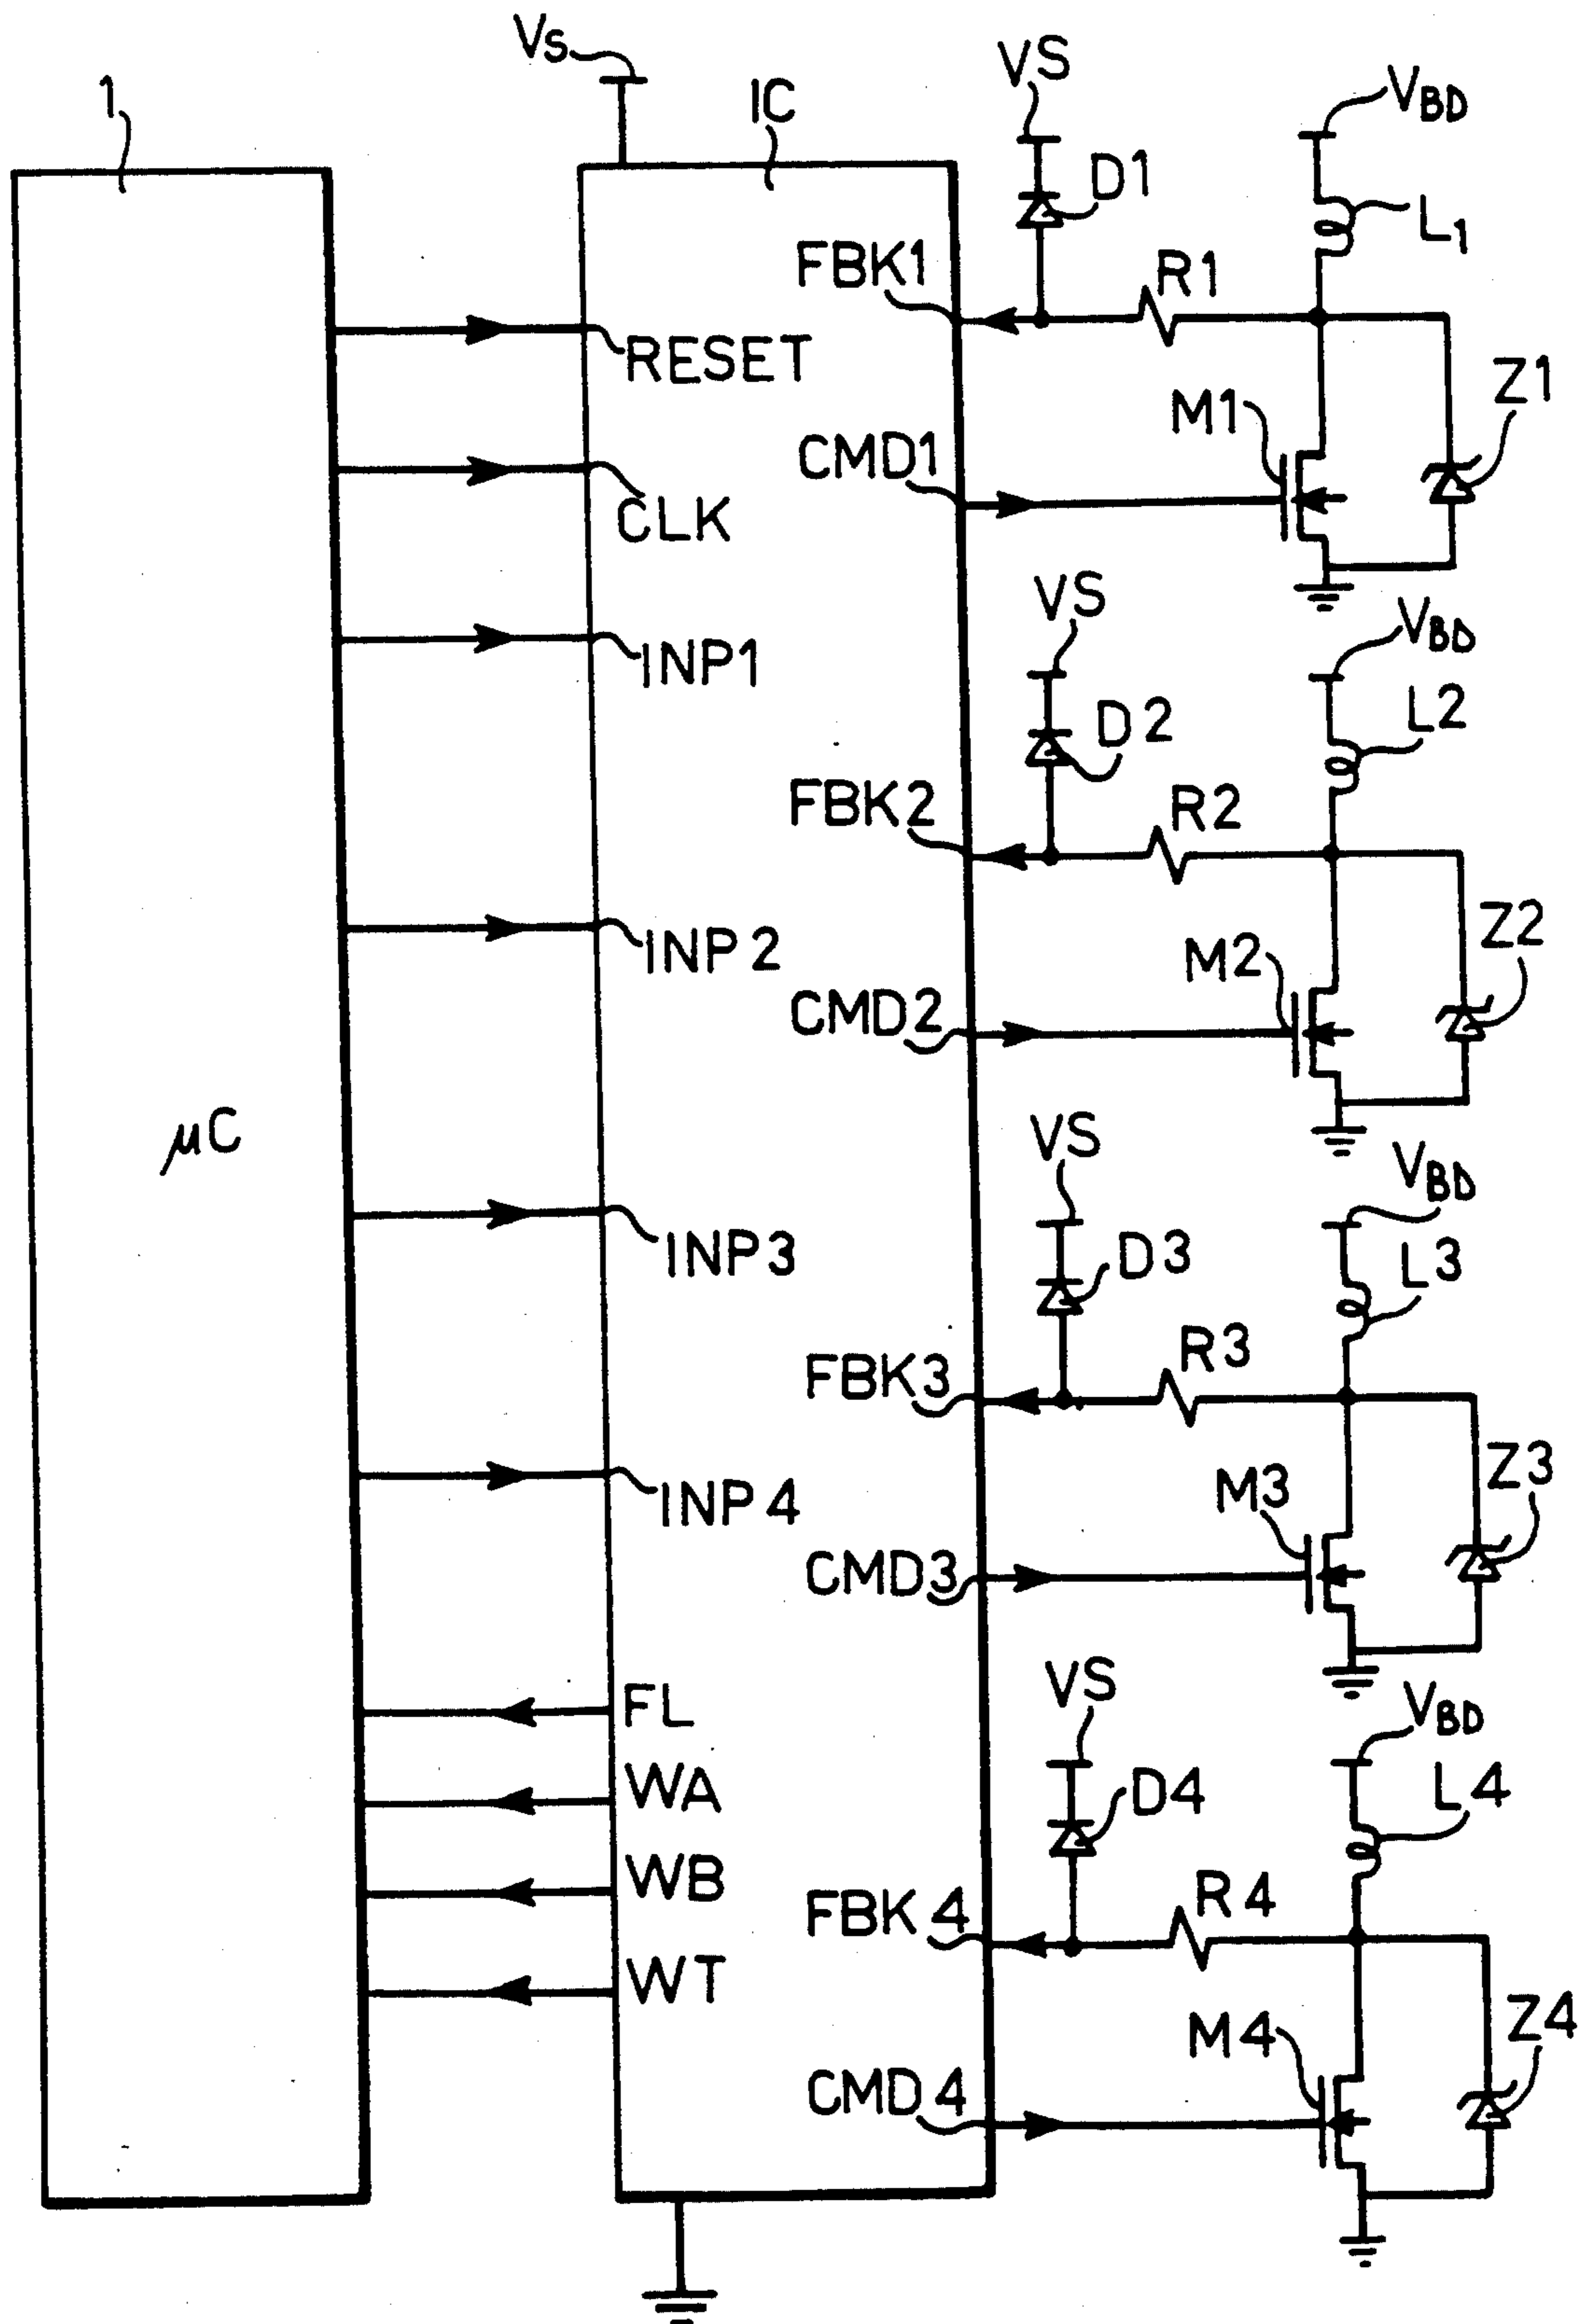 Vs
VS
VBD
1
IC
D1
L1
FBK1
R1
RESET
Z1
M1
CMD1
CLK
VS
VBD
INP1
L2
D2
FBK2
R2
Z2
INP2
M2
CMD2
VS
μC
VBD
INP3
D3
L3
FBK3
R3
Z3
INP4
M3
CMD3
VS
VBD
FL
WA
D4
L4
WB
FBK4
R4
WT
Z4
M4
CMD4